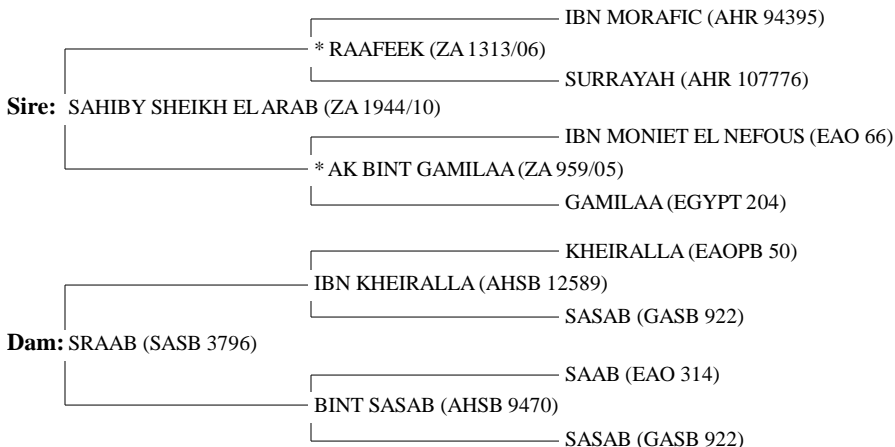 IBN MORAFIC (AHR 94395)
* RAAFEEK (ZA 1313/06)
SURRAYAH (AHR 107776)
Sire: SAHIBY SHEIKH EL ARAB (ZA 1944/10)
IBN MONIET EL NEFOUS (EAO 66)
* AK BINT GAMILAA (ZA 959/05)
GAMILAA (EGYPT 204)
KHEIRALLA (EAOPB 50)
IBN KHEIRALLA (AHSB 12589)
SASAB (GASB 922)
Dam: SRAAB (SASB 3796)
SAAB (EAO 314)
BINT SASAB (AHSB 9470)
SASAB (GASB 922)